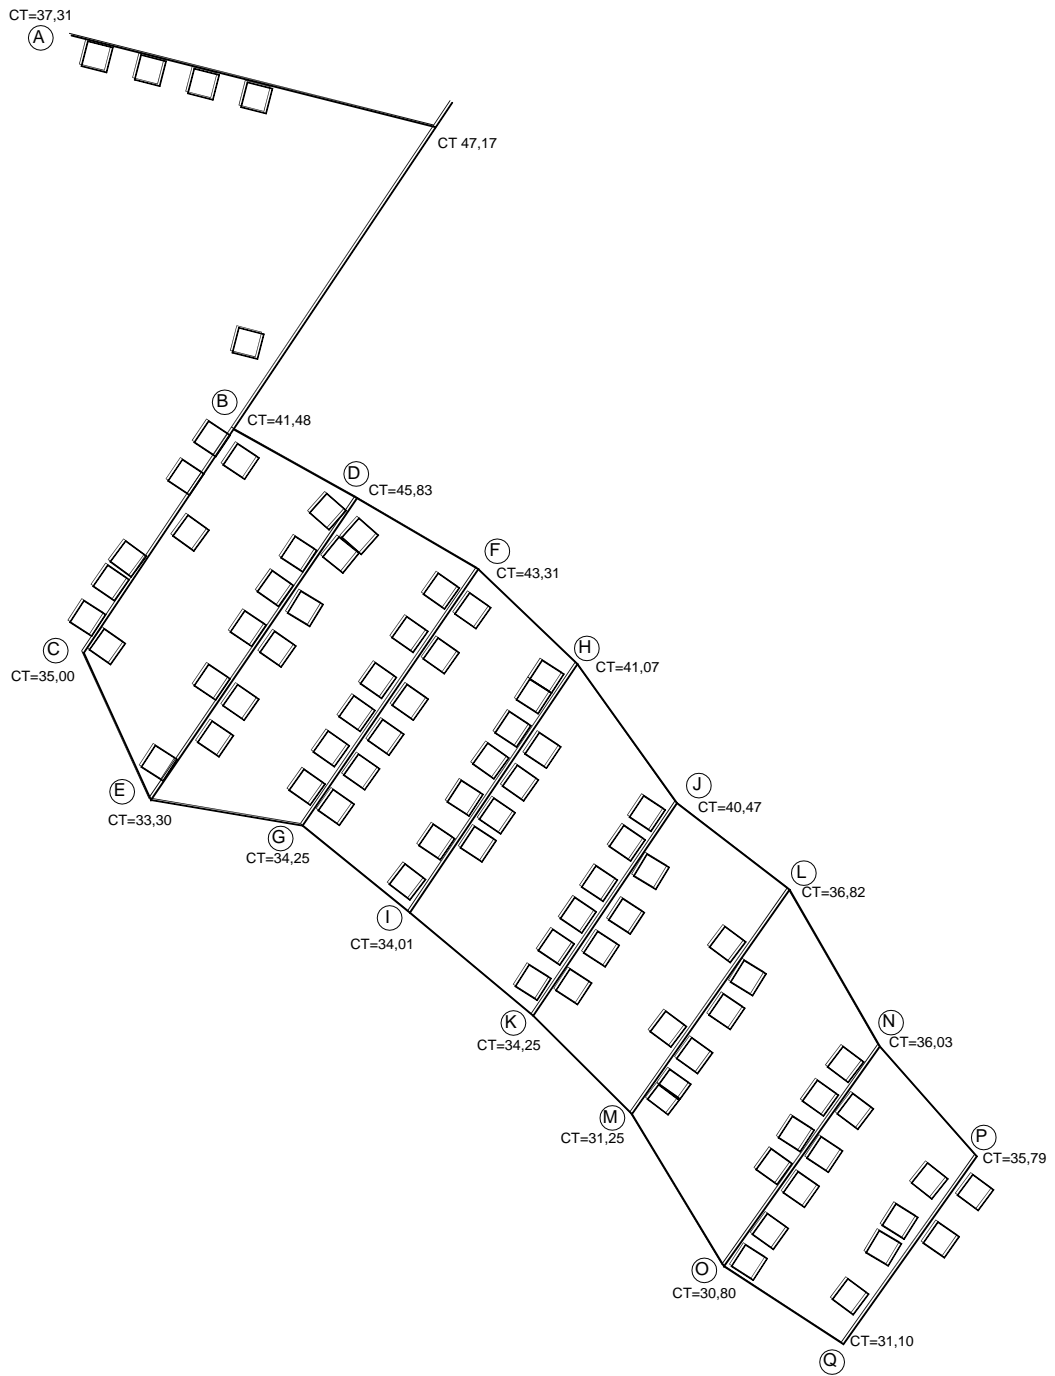 CT=37,31
A
CT 47,17
B
CT=41,48
D
CT=45,83
F
CT=43,31
H
CT=41,07
C
CT=35,00
E
CT=33,30
J
CT=40,47
G
CT=34,25
L
CT=36,82
I
CT=34,01
K
CT=34,25
N
CT=36,03
M
CT=31,25
P
CT=35,79
O
CT=30,80
CT=31,10
Q